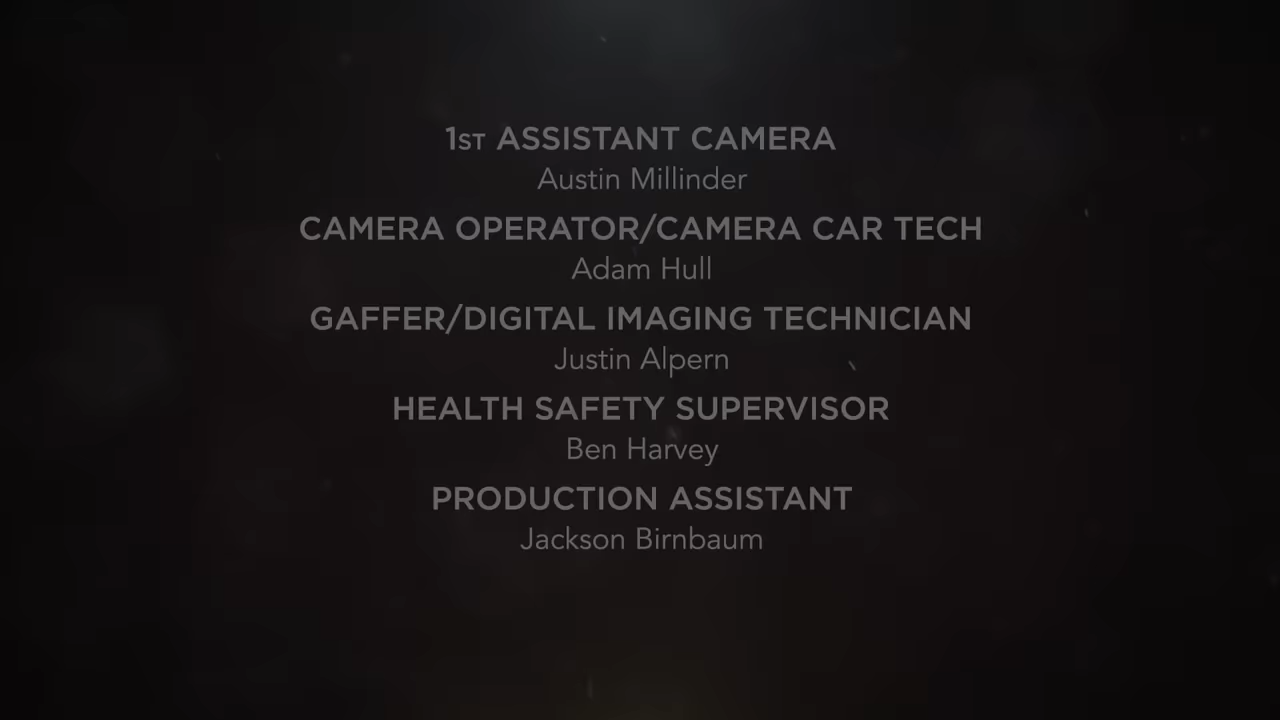 1ST ASSISTANT CAMERA
Austin Millinder
CAMERA OPERATOR/CAMERA CAR TECH
Adam Hull
GAFFER/DIGITAL IMAGING TECHNICIAN
Justin Alpern
HEALTH SAFETY SUPERVISOR
Ben Harvey
PRODUCTION ASSISTANT
Jackson Birnbaum